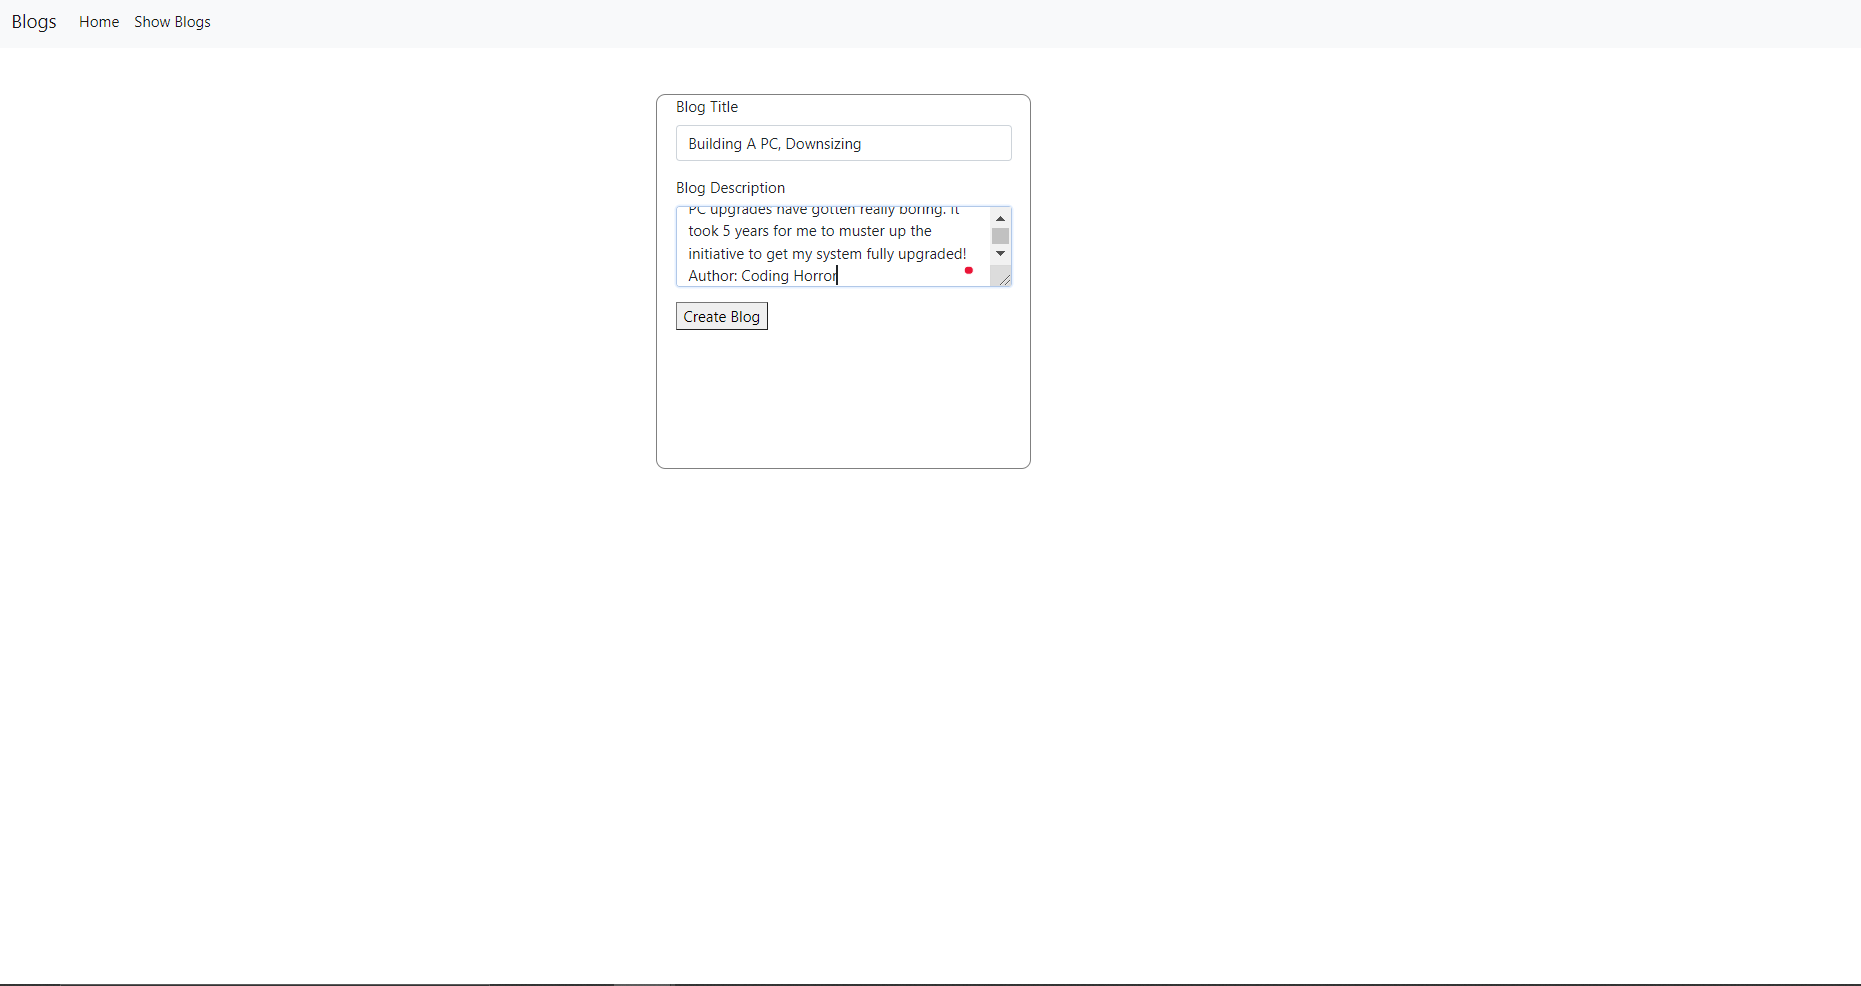 Blogs Home Show Blogs
Blog Title
Building A PC, Downsizing
Blog Description
PC upgrades have gotten really boring. It
took 5 years for me to muster up the
initiative to get my system fully upgraded!
Author: Coding Horror
Create Blog